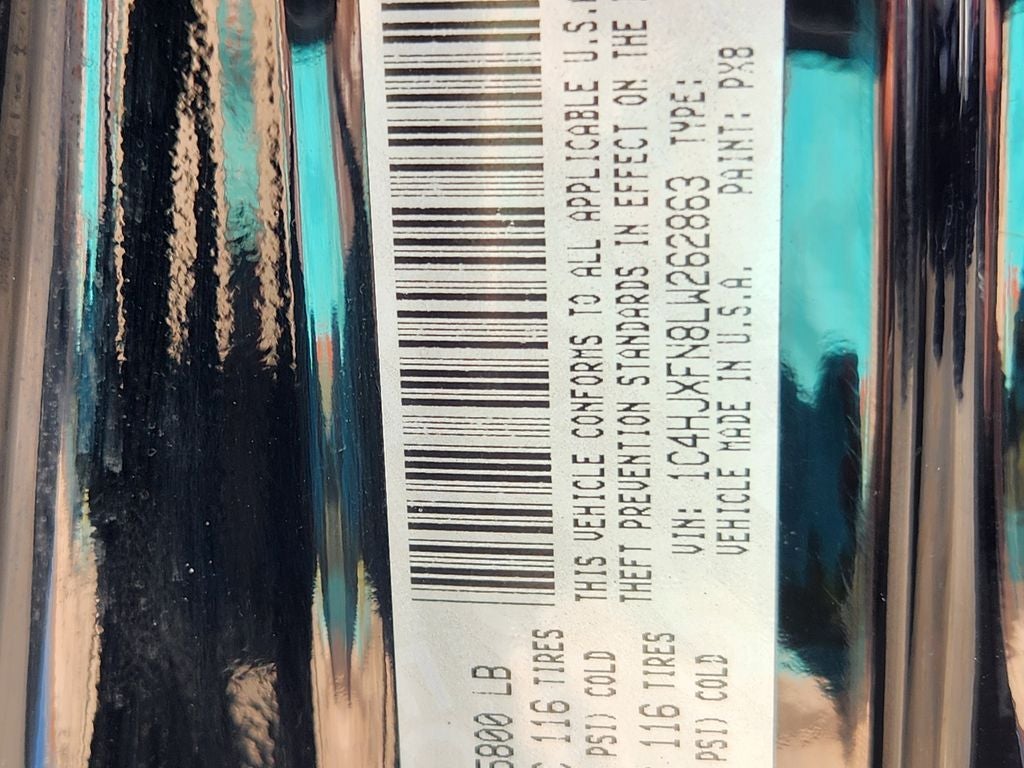 5800 LB
116 TIRES
PSI) COLD
116 TIRES
PSI) COLD
THIS VEHICLE CONFORMS TO ALL APPLICABLE U.S.
THEFT PREVENTION STANDARDS IN EFFECT ON THE
VIN: 1C4HJXFN8LW262863 TYPE:
VEHICLE MADE IN U.S.A. PAINT: PX8